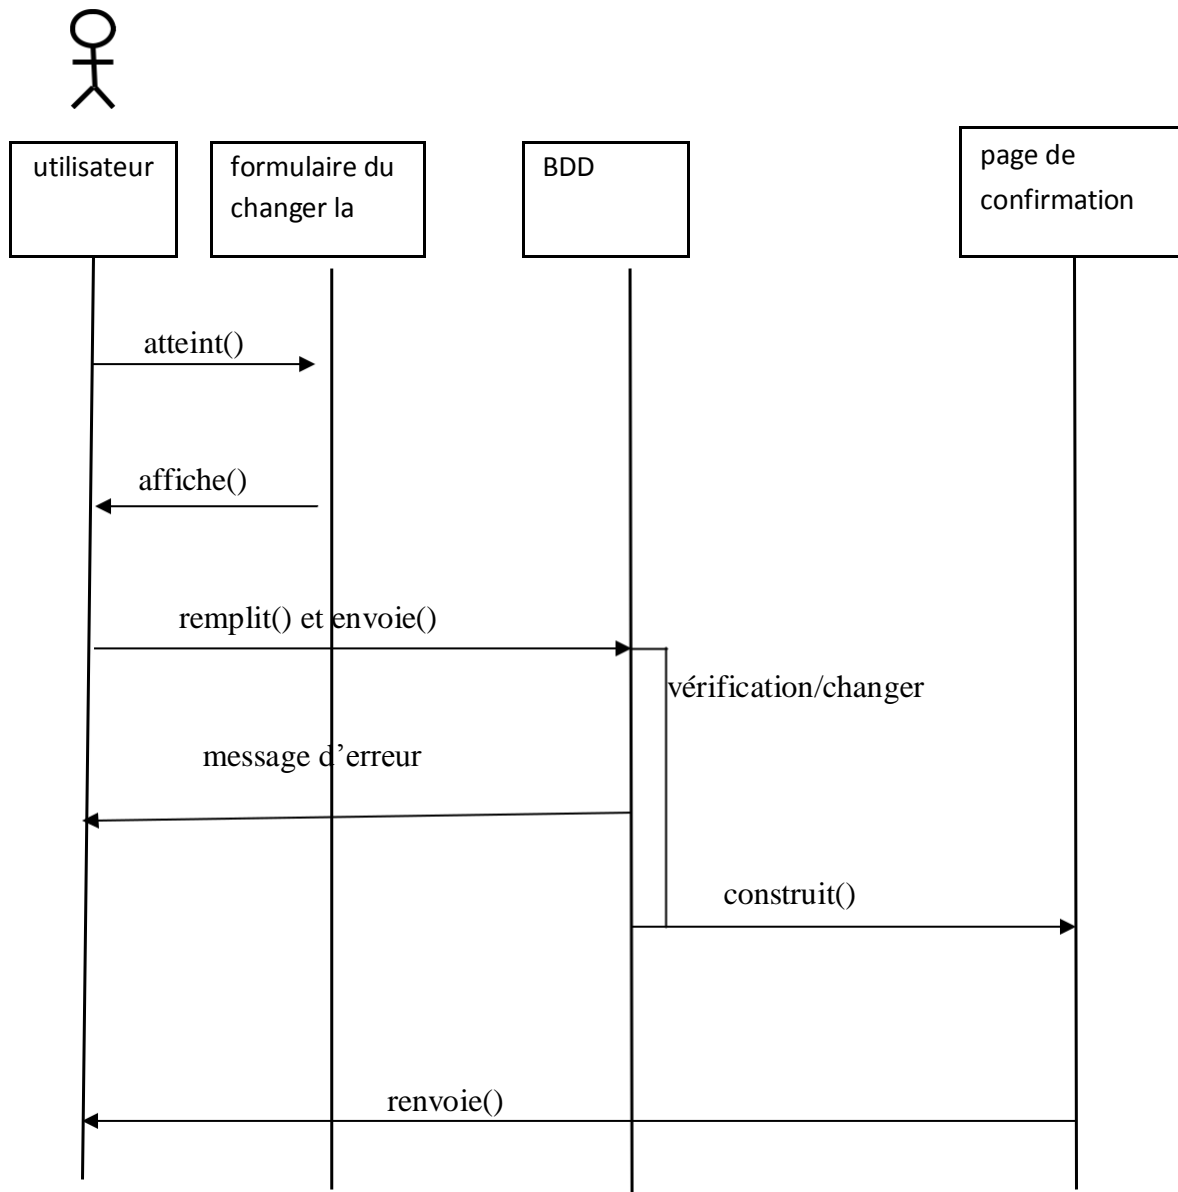 utilisateur
formulaire du
changer la
BDD
page de
confirmation
atteint()
affiche()
remplit() et envoie()
vérification/changer
message d’erreur
construit()
renvoie()